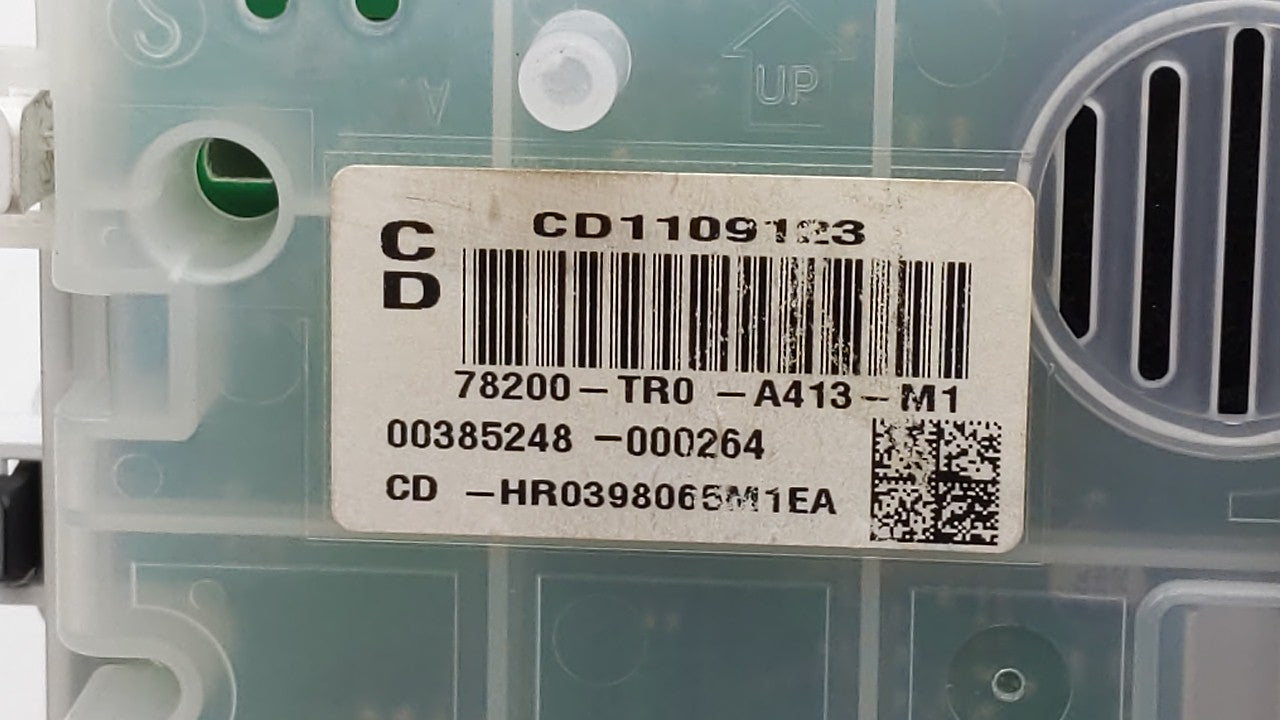 UP
C
D
CD1109123
78200-TR0 -A413-M1
00385248 -000264
CD -HR0398065M1EA